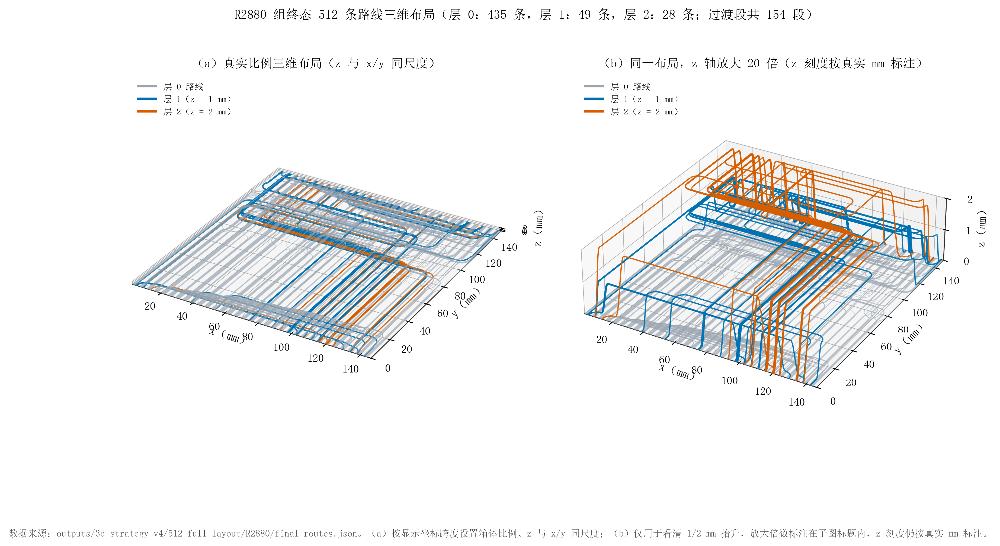 R2880 组终态 512 条路线三维布局（层 0：435 条，层 1：49 条，层 2：28 条；过渡段共 154 段）
（a）真实比例三维布局（z 与 x/y 同尺度）
层 0 路线
层 1（z = 1 mm）
层 2（z = 2 mm）
20
40
60
80
100
120
140
x（mm）
0
20
40
60
80
100
120
140
y（mm）
0
1
2
z（mm）
（b）同一布局，z 轴放大 20 倍（z 刻度按真实 mm 标注）
层 0 路线
层 1（z = 1 mm）
层 2（z = 2 mm）
20
40
60
80
100
120
140
x（mm）
0
20
40
60
80
100
120
140
y（mm）
0
1
2
z（mm）
数据来源：outputs/3d_strategy_v4/512_full_layout/R2880/final_routes.json。（a）按显示坐标跨度设置箱体比例、z 与 x/y 同尺度；（b）仅用于看清 1/2 mm 抬升，放大倍数标注在子图标题内，z 刻度仍按真实 mm 标注。